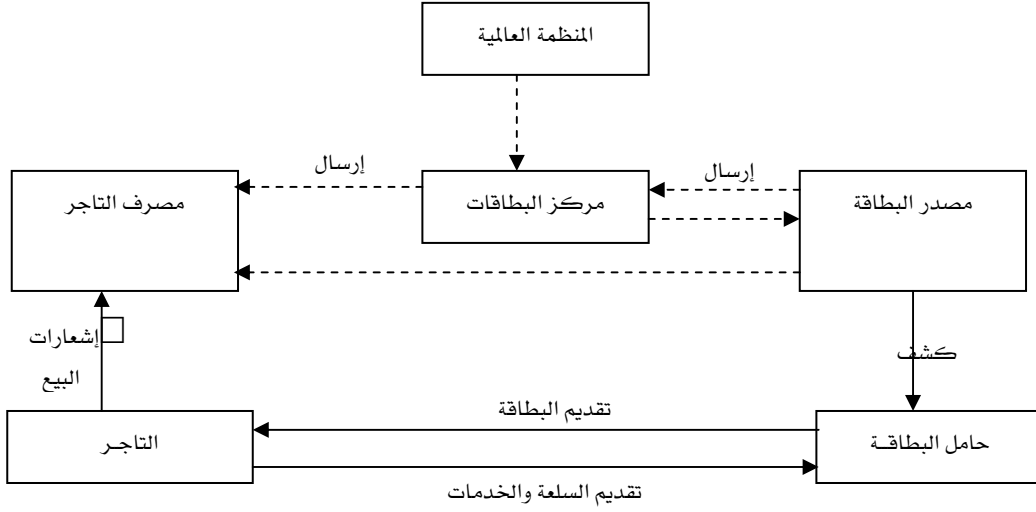 المنظمة العالمية
إرسال
إرسال
مصدر البطاقة
مركز البطاقات
مصرف التاجر
كشف
إشعارات
البيع
تقديم البطاقة
حامل البطاقــة
التاجـر
تقديم السلعة والخدمات